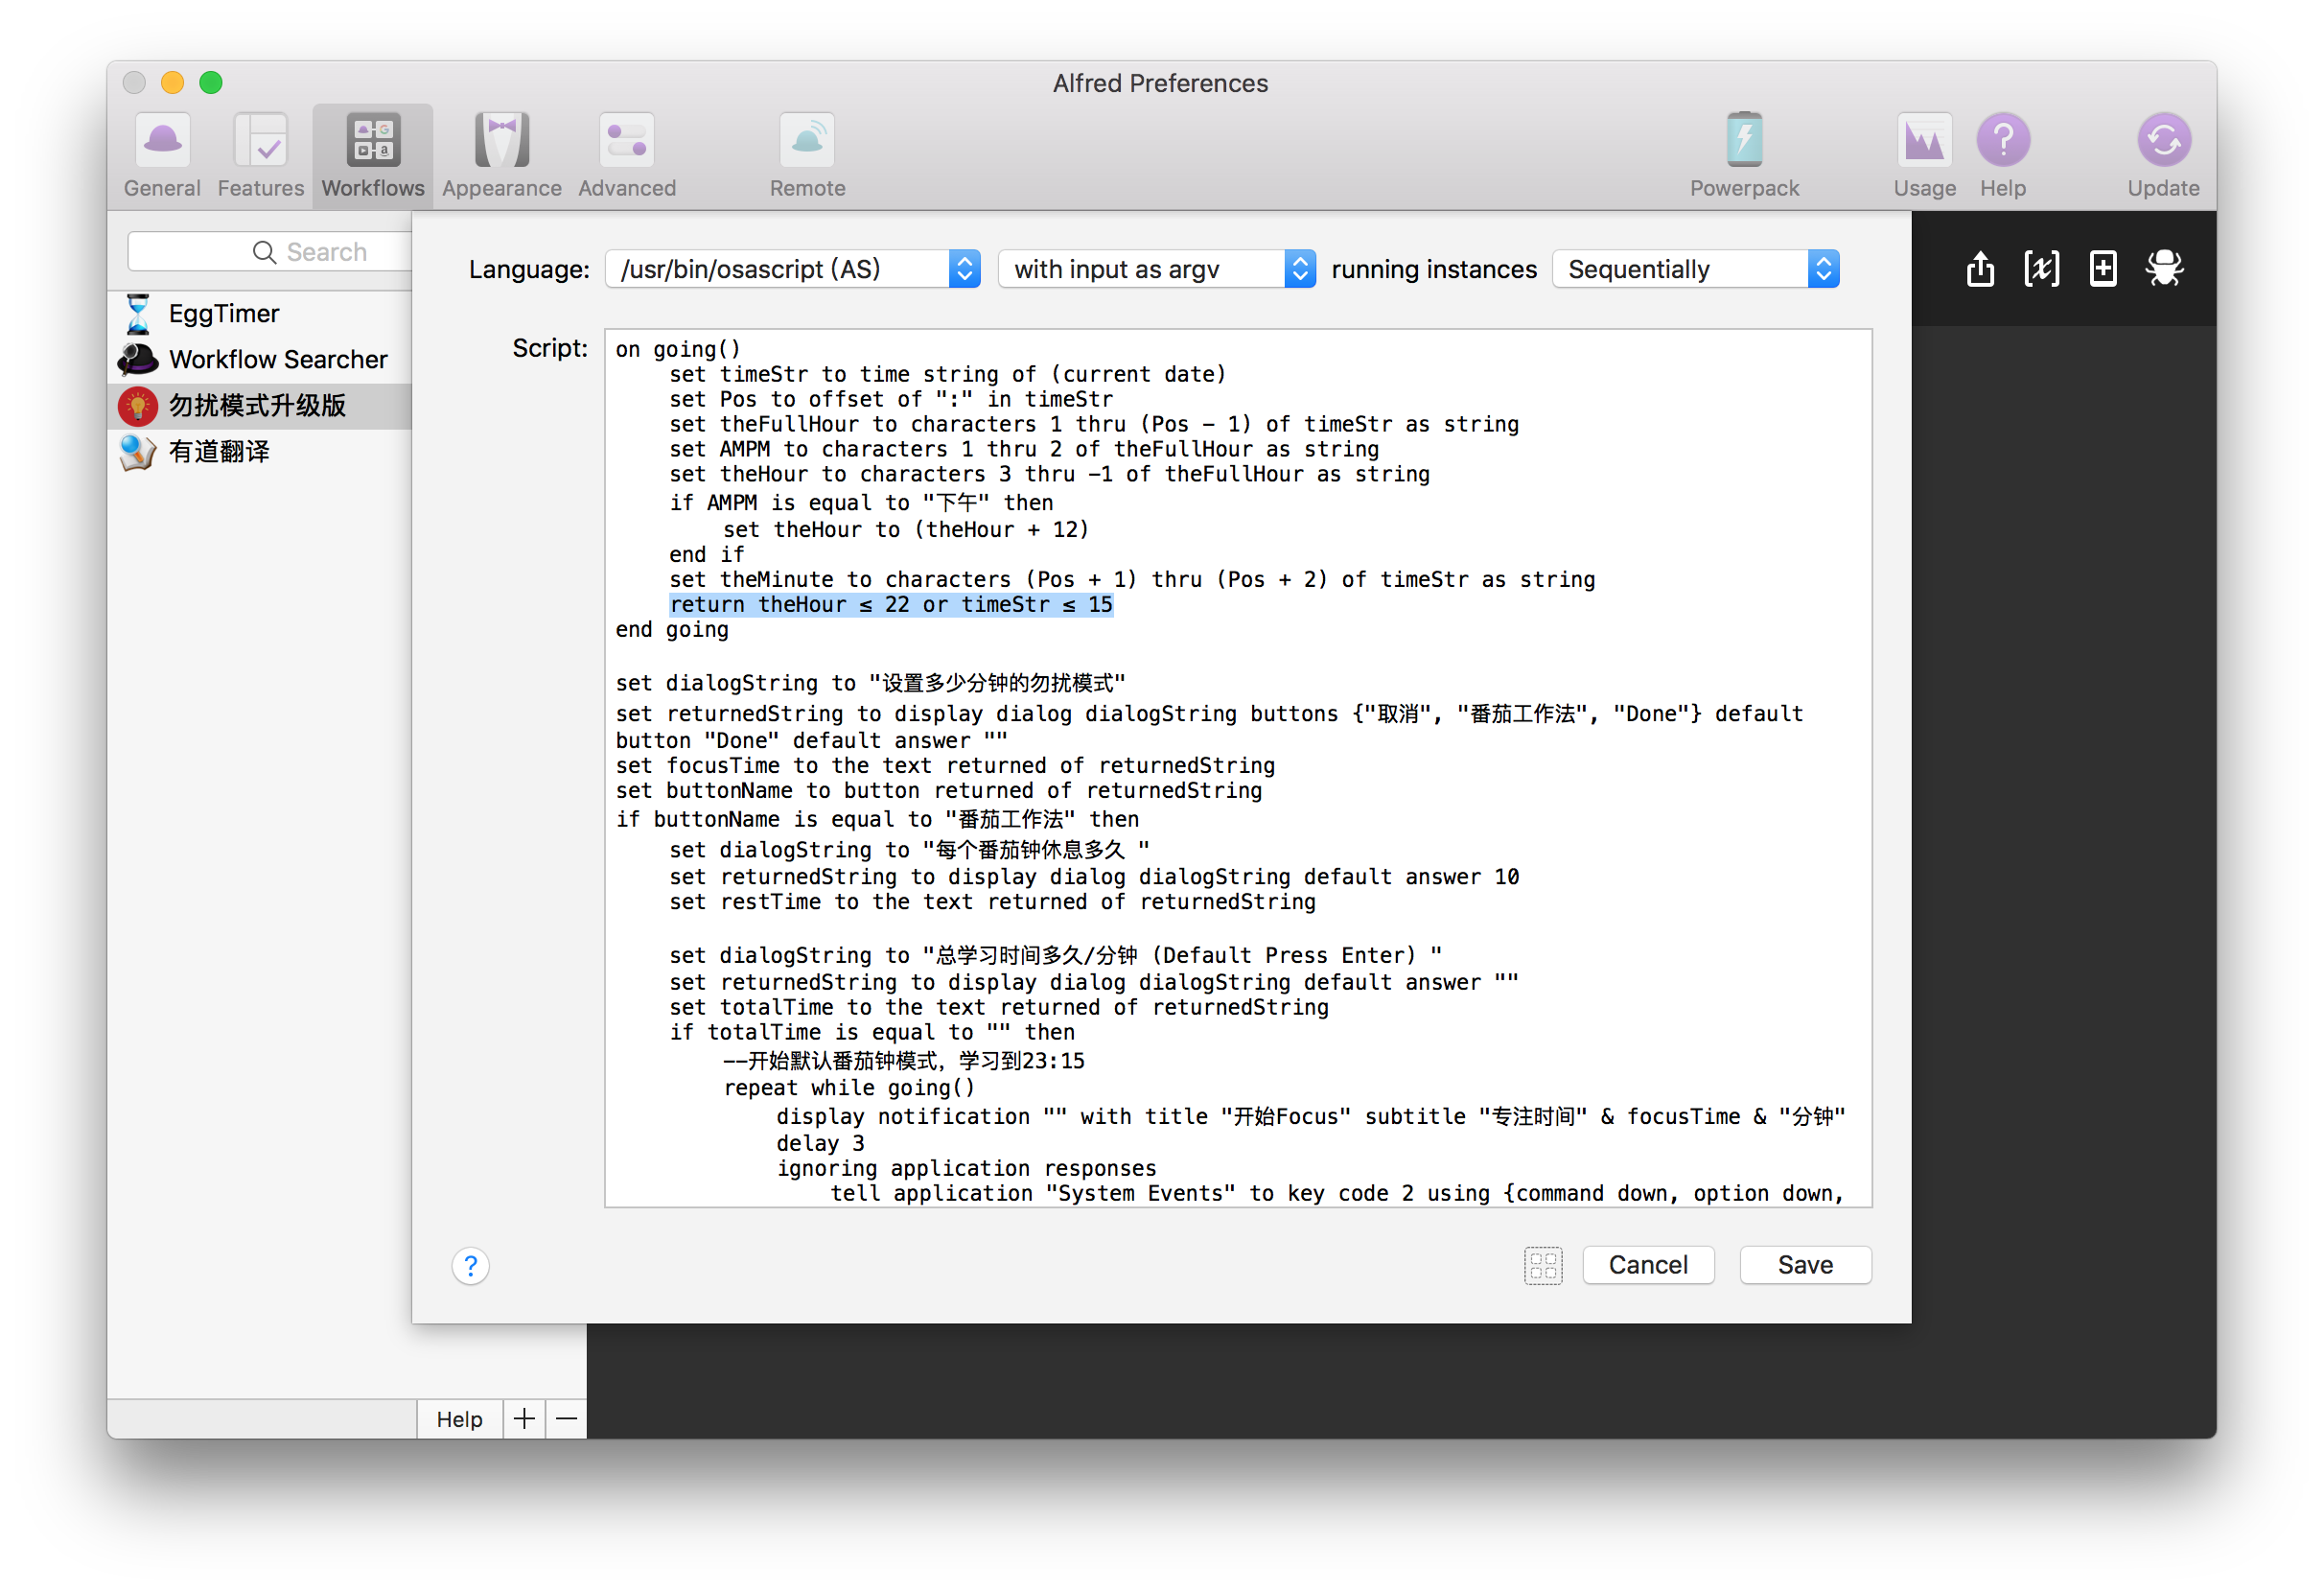 Alfred Preferences
General Features Workflows Appearance Advanced Remote Powerpack Usage Help Update
Search
EggTimer
Workflow Searcher
勿扰模式升级版
有道翻译
Language: /usr/bin/osascript (AS) with input as argv running instances Sequentially
Script:
on going()
set timeStr to time string of (current date)
set Pos to offset of ":" in timeStr
set theFullHour to characters 1 thru (Pos - 1) of timeStr as string
set AMPM to characters 1 thru 2 of theFullHour as string
set theHour to characters 3 thru -1 of theFullHour as string
if AMPM is equal to "下午" then
set theHour to (theHour + 12)
end if
set theMinute to characters (Pos + 1) thru (Pos + 2) of timeStr as string
return theHour ≤ 22 or timeStr ≤ 15
end going
set dialogString to "设置多少分钟的勿扰模式"
set returnedString to display dialog dialogString buttons {"取消", "番茄工作法", "Done"} default
button "Done" default answer ""
set focusTime to the text returned of returnedString
set buttonName to button returned of returnedString
if buttonName is equal to "番茄工作法" then
set dialogString to "每个番茄钟休息多久 "
set returnedString to display dialog dialogString default answer 10
set restTime to the text returned of returnedString
set dialogString to "总学习时间多久/分钟 (Default Press Enter) "
set returnedString to display dialog dialogString default answer ""
set totalTime to the text returned of returnedString
if totalTime is equal to "" then
--开始默认番茄钟模式，学习到23:15
repeat while going()
display notification "" with title "开始Focus" subtitle "专注时间" & focusTime & "分钟"
delay 3
ignoring application responses
tell application "System Events" to key code 2 using {command down, option down,
? Cancel Save
Help + −